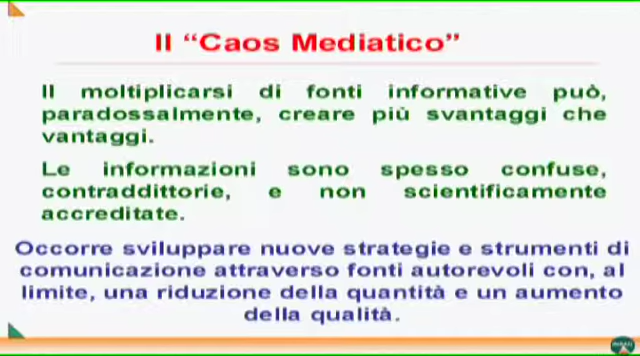 Il “Caos Mediatico”
Il moltiplicarsi di fonti informative può,
paradossalmente, creare più svantaggi che
vantaggi.
Le informazioni sono spesso confuse,
contraddittorie, e non scientificamente
accreditate.
Occorre sviluppare nuove strategie e strumenti di
comunicazione attraverso fonti autorevoli con, al
limite, una riduzione della quantità e un aumento
della qualità.